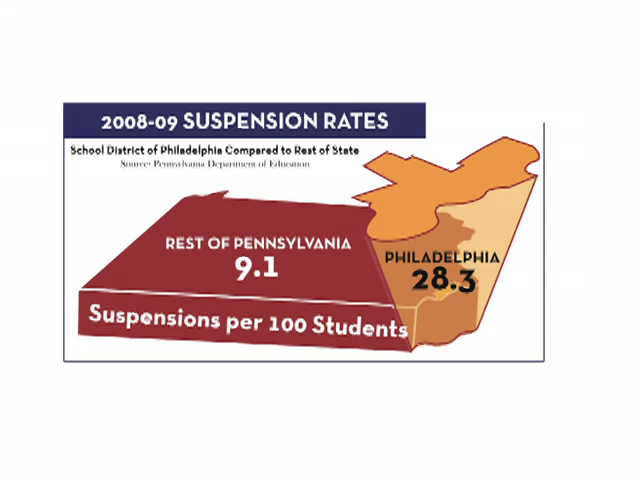 2008-09 SUSPENSION RATES
School District of Philadelphia Compared to Rest of State
Source: Pennsylvania Department of Education
REST OF PENNSYLVANIA
9.1
PHILADELPHIA
28.3
Suspensions per 100 Students